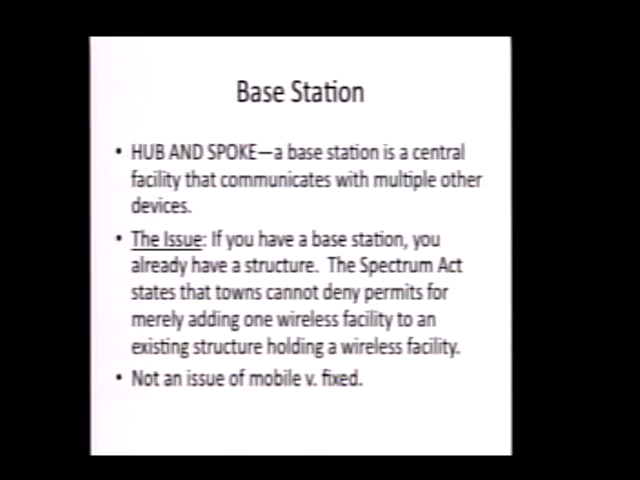 Base Station
• HUB AND SPOKE—a base station is a central
facility that communicates with multiple other
devices.
• The Issue: If you have a base station, you
already have a structure.  The Spectrum Act
states that towns cannot deny permits for
merely adding one wireless facility to an
existing structure holding a wireless facility.
• Not an issue of mobile v. fixed.